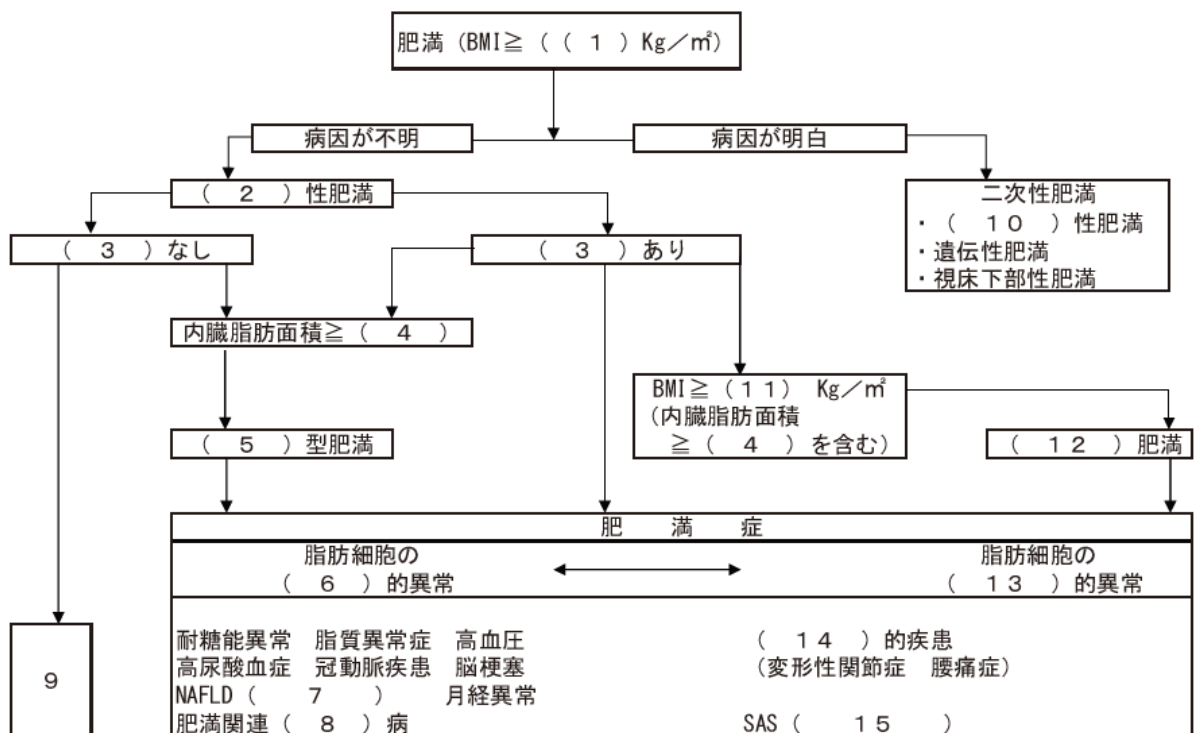 肥満（BMI≧（（ 1 ）Kg／㎡）
病因が不明
病因が明白
（ 2 ）性肥満
二次性肥満
・（ 10 ）性肥満
・遺伝性肥満
・視床下部性肥満
（ 3 ）なし
（ 3 ）あり
内臓脂肪面積≧（ 4 ）
BMI≧（11） Kg／㎡
（内臓脂肪面積
≧（ 4 ）を含む）
（ 5 ）型肥満
（ 12 ）肥満
肥 満 症
脂肪細胞の
（ 6 ）的異常
脂肪細胞の
（ 13 ）的異常
9
耐糖能異常 脂質異常症 高血圧
高尿酸血症 冠動脈疾患 脳梗塞
NAFLD（ 7 ） 月経異常
肥満関連（ 8 ）病
（ 14 ）的疾患
（変形性関節症 腰痛症）
SAS（ 15 ）